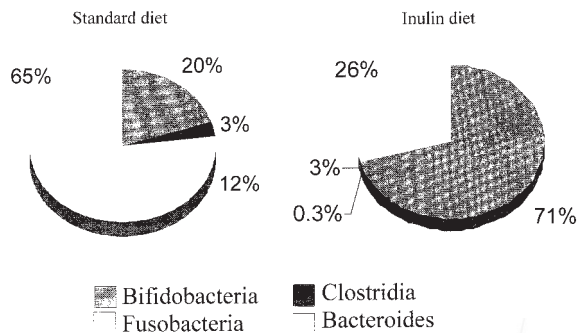 Standard diet
Inulin diet
65%
20%
3%
12%
26%
3%
0.3%
71%
Bifidobacteria
Clostridia
Fusobacteria
Bacteroides